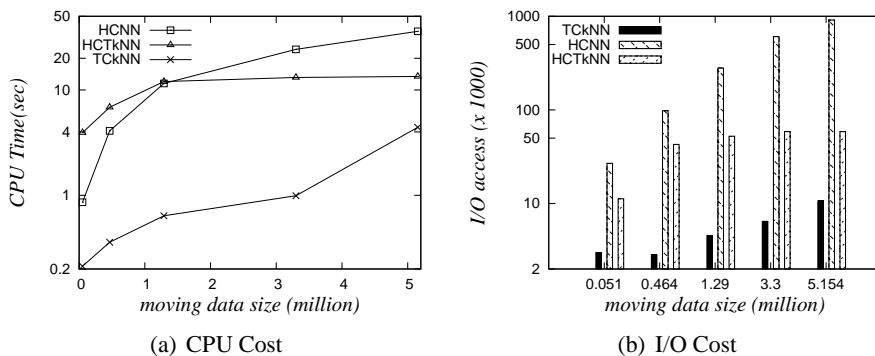 CPU Time(sec)
50
30
10
4
1
0.2
HCNN
HCTkNN
TCkNN
0 1 2 3 4 5
moving data size (million)
(a) CPU Cost
I/O access (x 1000)
1000
500
100
50
10
2
TCkNN
HCNN
HCTkNN
0.051 0.464 1.29 3.3 5.154
moving data size (million)
(b) I/O Cost